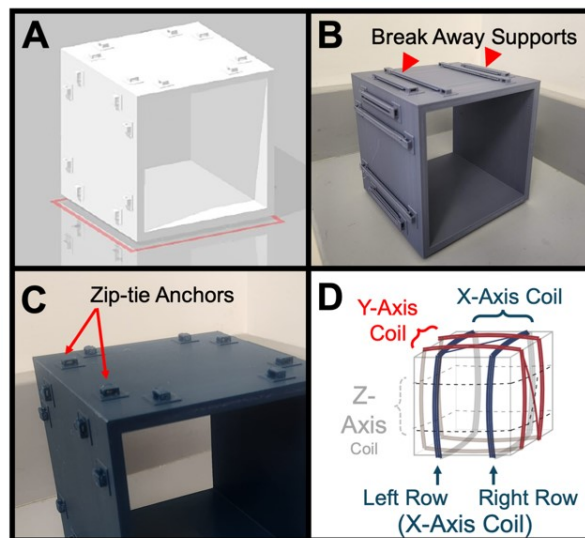 A
B
Break Away Supports
C
Zip-tie Anchors
D
X-Axis Coil
Y-Axis
Coil
Z-
Axis
Coil
Left Row
Right Row
(X-Axis Coil)